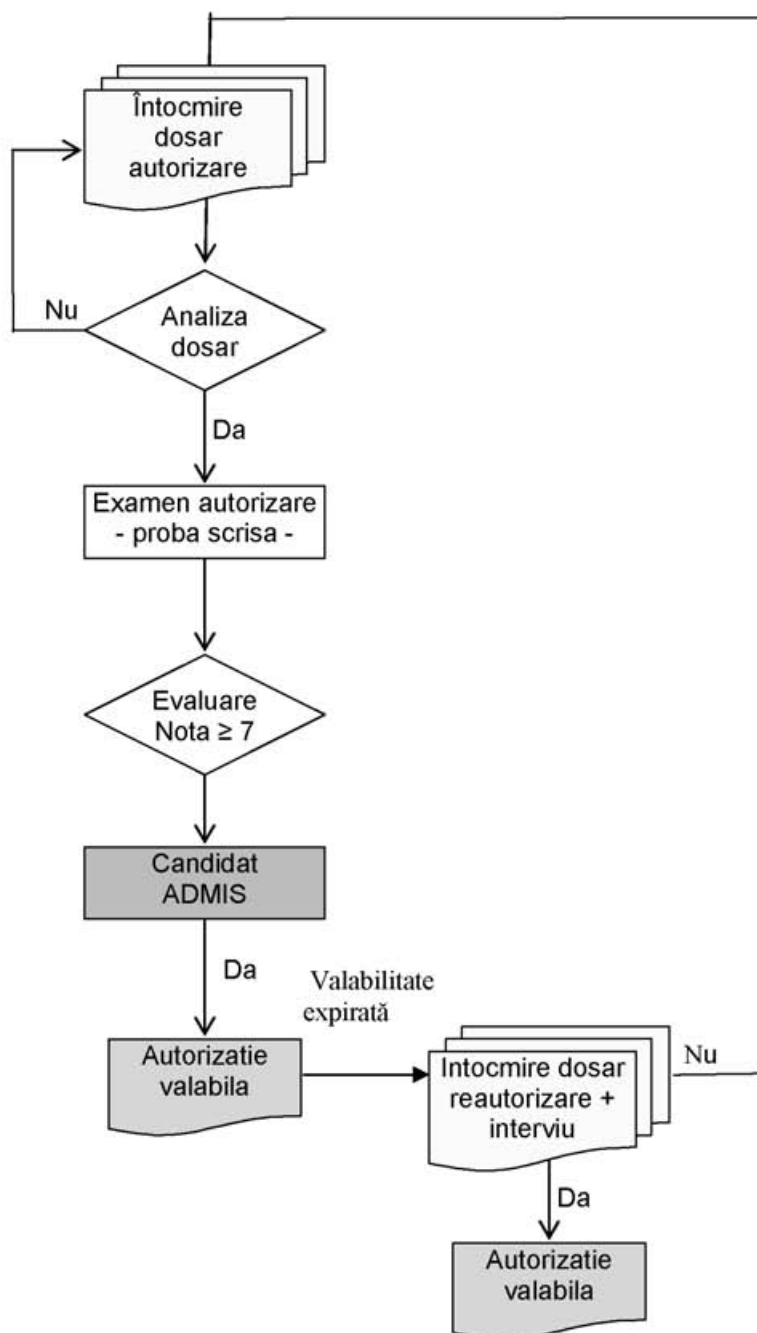 Întocmire
dosar
autorizare
Nu
Analiza
dosar
Da
Examen autorizare
- proba scrisa -
Evaluare
Nota ≥ 7
Candidat
ADMIS
Da
Valabilitate
expirată
Autorizatie
valabila
Intocmire dosar
reautorizare +
interviu
Nu
Da
Autorizatie
valabila